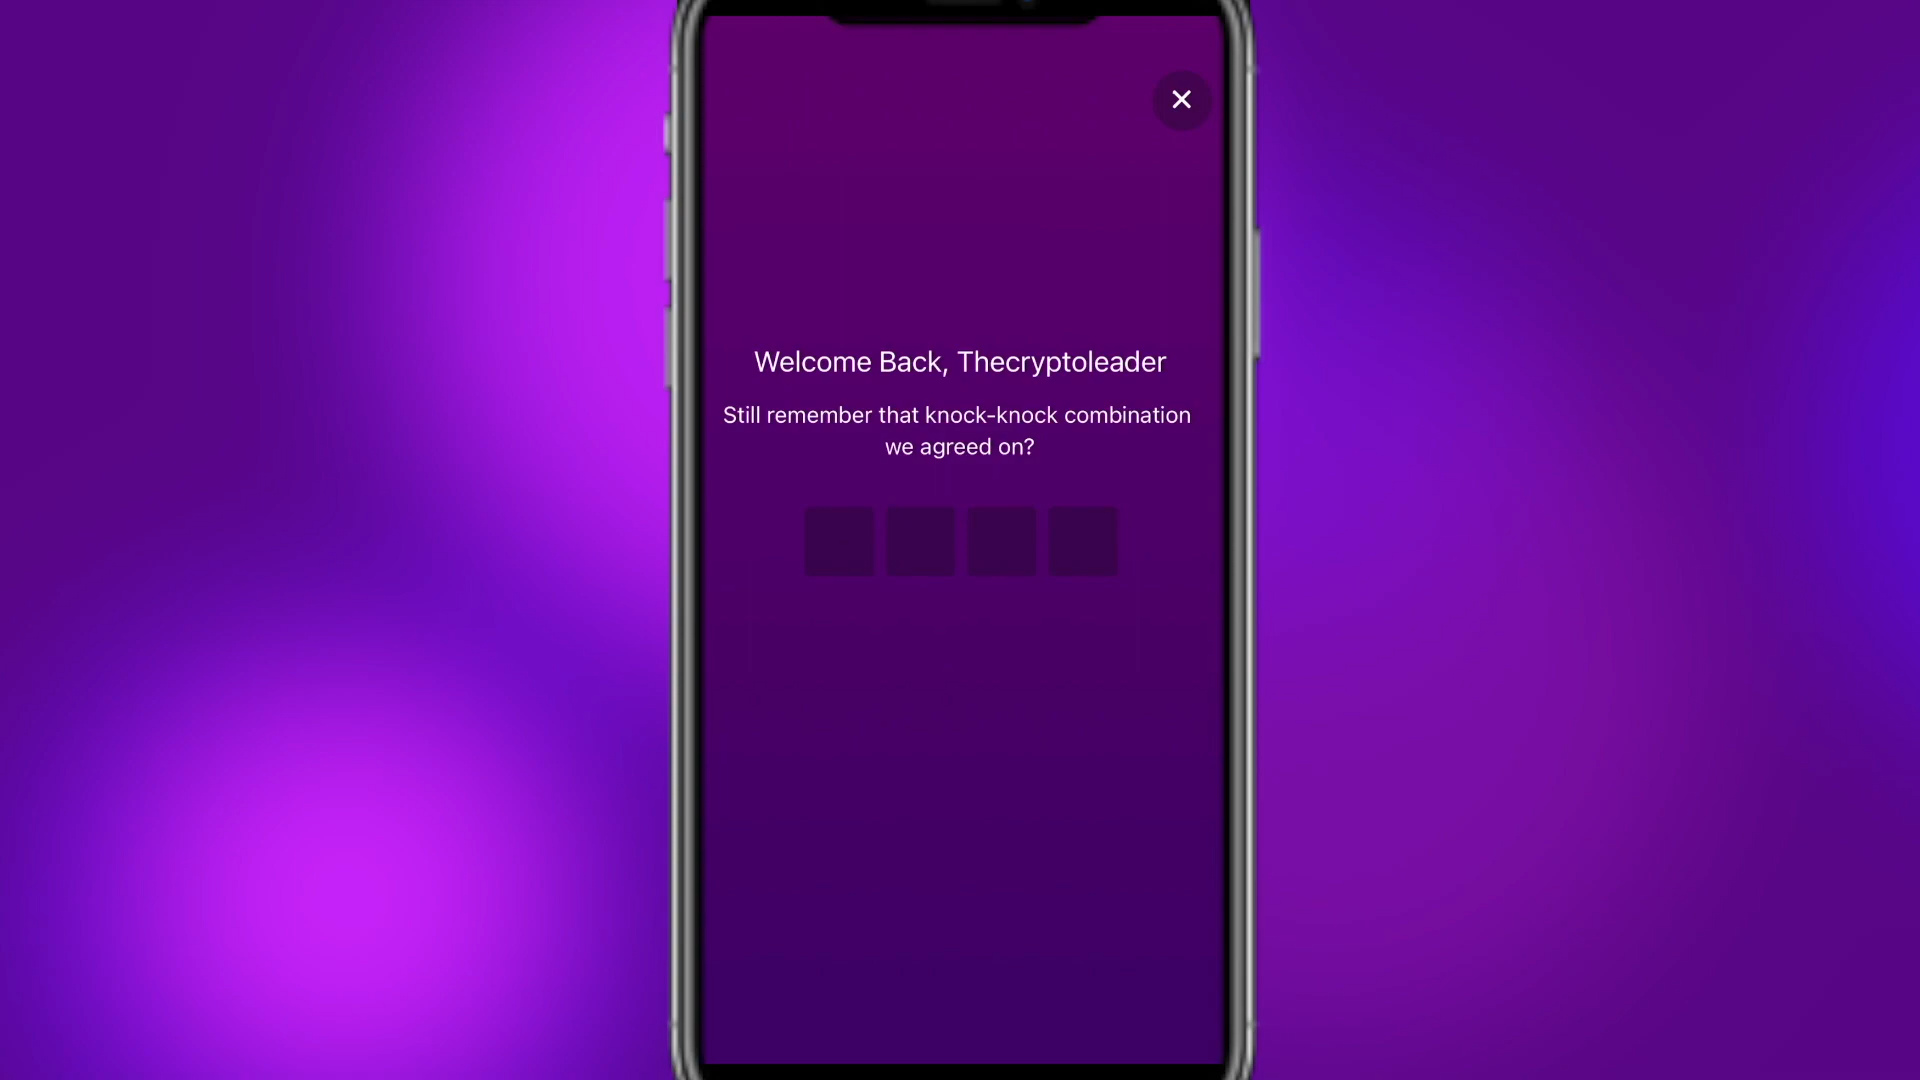 Welcome Back, Thecryptoleader
Still remember that knock-knock combination
we agreed on?